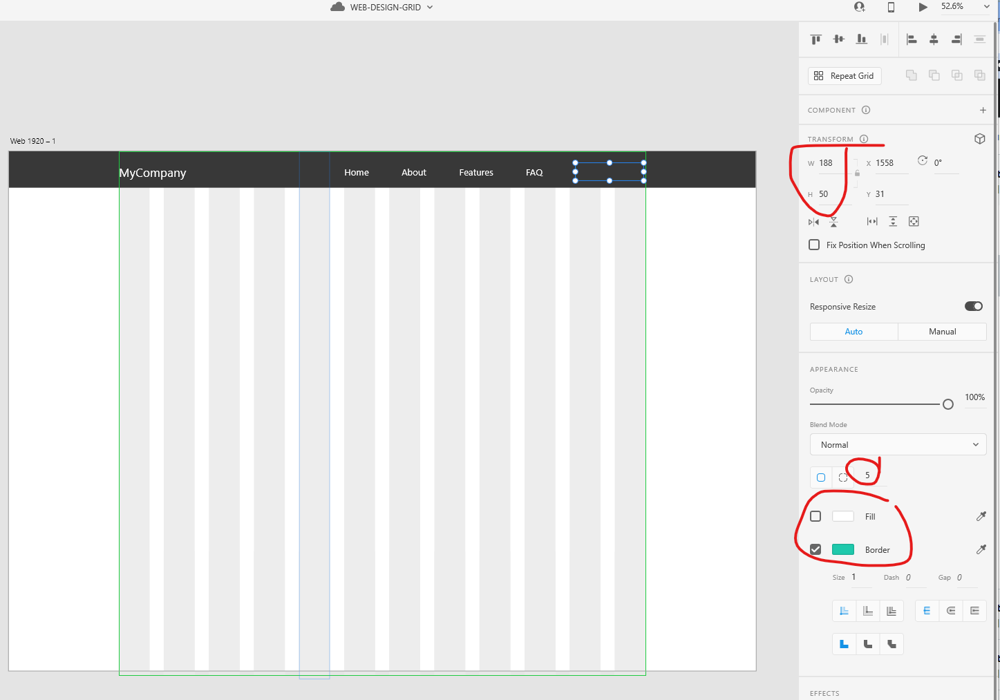 WEB-DESIGN-GRID
52.6%
Repeat Grid
COMPONENT
TRANSFORM
Web 1920 – 1
W 188 X 1558 0°
MyCompany Home About Features FAQ
H 50 Y 31
Fix Position When Scrolling
LAYOUT
Responsive Resize
Auto Manual
APPEARANCE
Opacity
100%
Blend Mode
Normal
5
Fill
Border
Size 1 Dash 0 Gap 0
EFFECTS